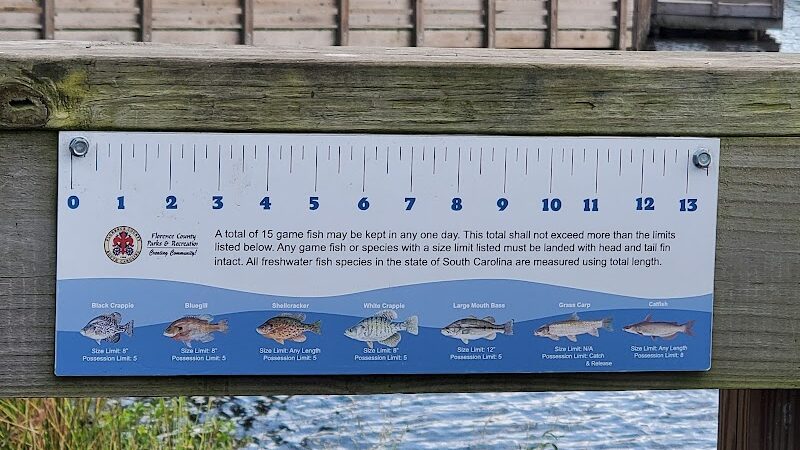 0 1 2 3 4 5 6 7 8 9 10 11 12 13
Florence County
Parks & Recreation
Creating Community!
A total of 15 game fish may be kept in any one day. This total shall not exceed more than the limits
listed below. Any game fish or species with a size limit listed must be landed with head and tail fin
intact. All freshwater fish species in the state of South Carolina are measured using total length.
Black Crappie
Size Limit: 8"
Possession Limit: 5
Bluegill
Size Limit: 8"
Possession Limit: 5
Shellcracker
Size Limit: Any Length
Possession Limit: 5
White Crappie
Size Limit: 8"
Possession Limit: 5
Large Mouth Bass
Size Limit: 12"
Possession Limit: 5
Grass Carp
Size Limit: N/A
Possession Limit: Catch
& Release
Catfish
Size Limit: Any Length
Possession Limit: 8